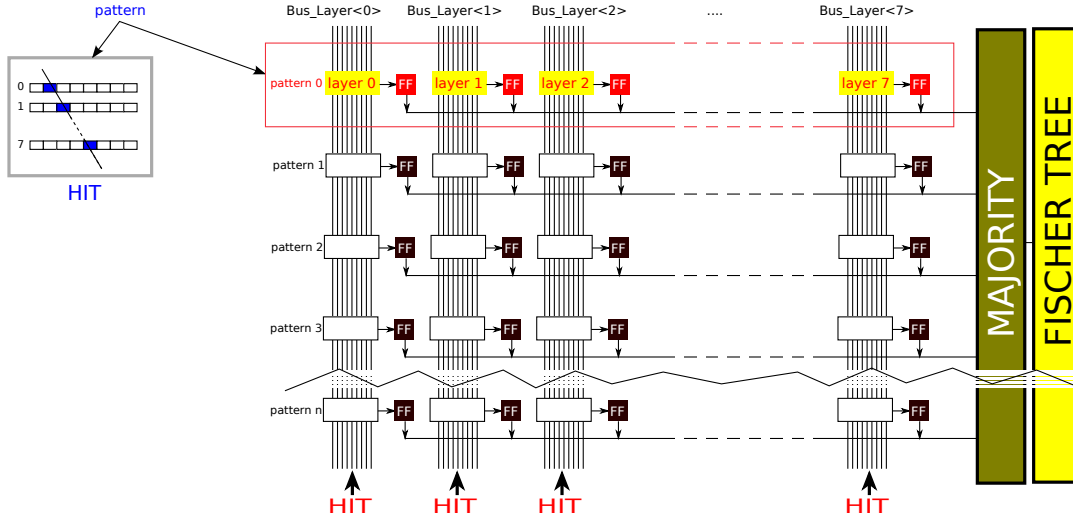 pattern
Bus_Layer<0>
Bus_Layer<1>
Bus_Layer<2>
....
Bus_Layer<7>
0
1
7
HIT
pattern 0
layer 0
FF
layer 1
FF
layer 2
FF
layer 7
FF
pattern 1
FF
FF
FF
FF
pattern 2
FF
FF
FF
FF
pattern 3
FF
FF
FF
FF
pattern n
FF
FF
FF
FF
HIT
HIT
HIT
HIT
MAJORITY
FISCHER TREE